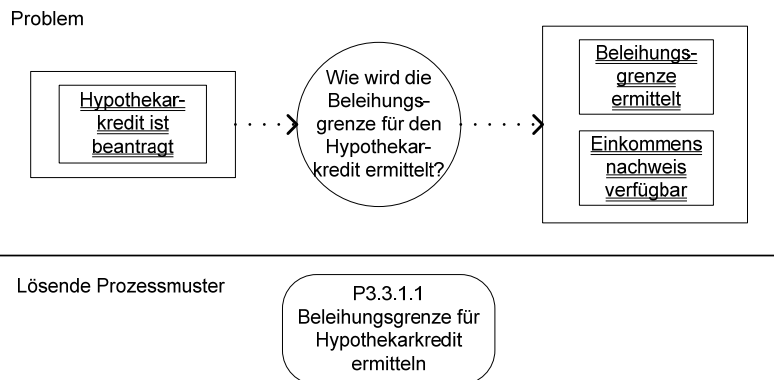 Problem
Hypothekar-
kredit ist
beantragt
Wie wird die
Beleihungs-
grenze für den
Hypothekar-
kredit ermittelt?
Beleihungs-
grenze
ermittelt
Einkommens
nachweis
verfügbar
Lösende Prozessmuster
P3.3.1.1
Beleihungsgrenze für
Hypothekarkredit
ermitteln